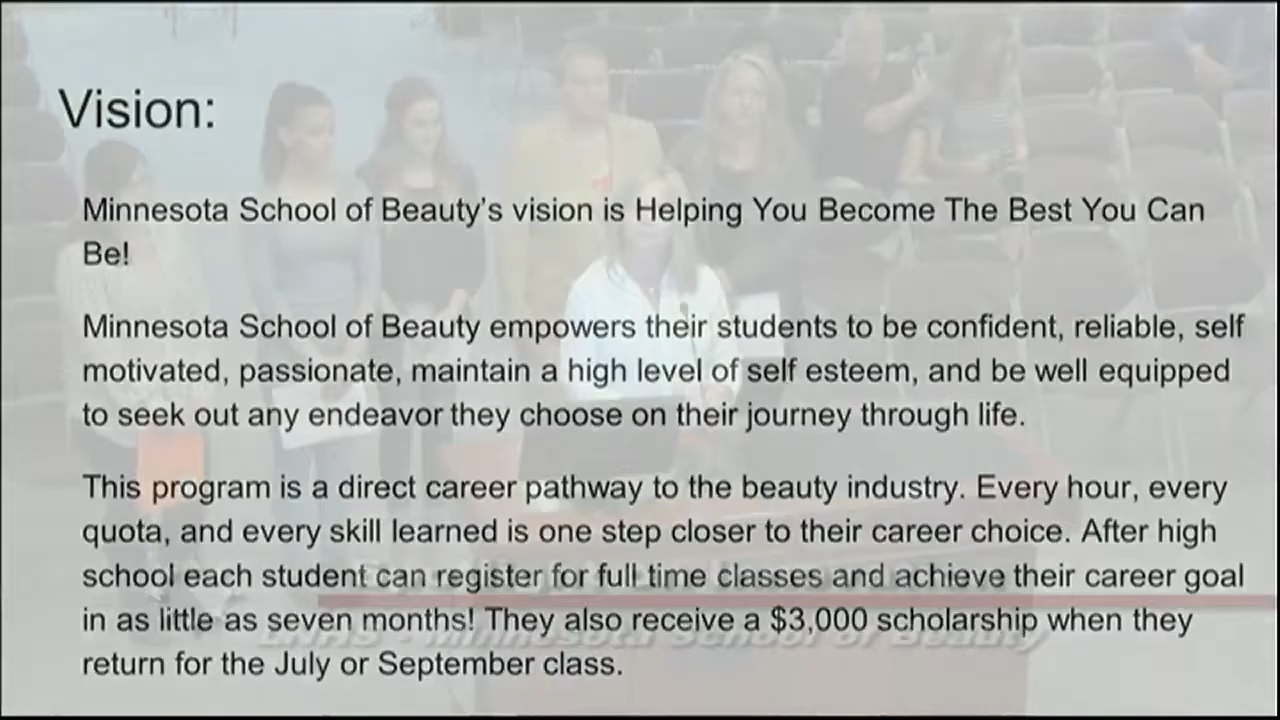 Vision:
Minnesota School of Beauty's vision is Helping You Become The Best You Can
Be!
Minnesota School of Beauty empowers their students to be confident, reliable, self
motivated, passionate, maintain a high level of self esteem, and be well equipped
to seek out any endeavor they choose on their journey through life.
This program is a direct career pathway to the beauty industry. Every hour, every
quota, and every skill learned is one step closer to their career choice. After high
school each student can register for full time classes and achieve their career goal
in as little as seven months! They also receive a $3,000 scholarship when they
return for the July or September class.
Minnesota School of Beauty